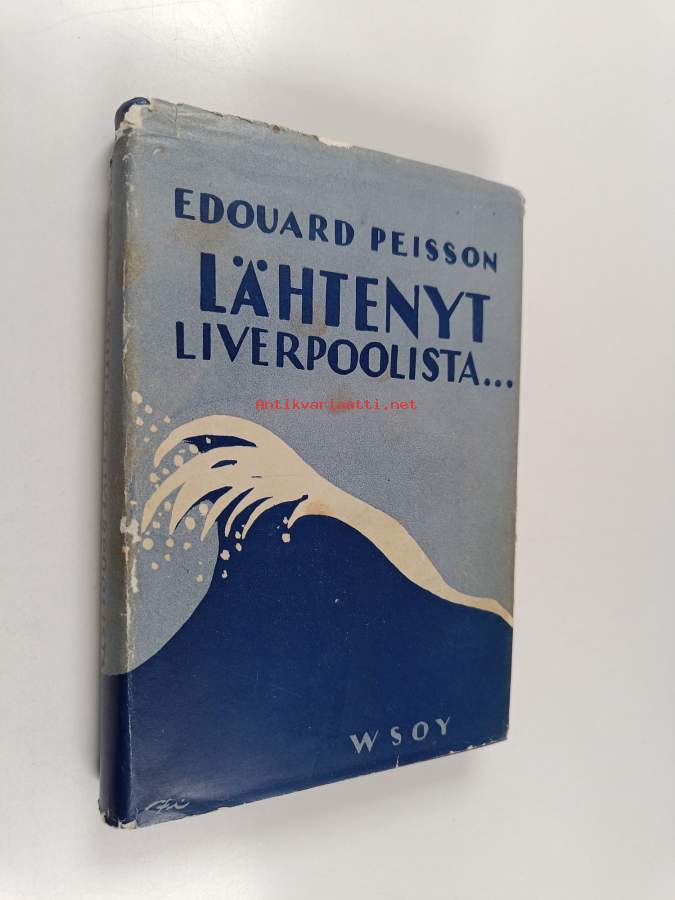 EDOUARD PEISSON
LÄHTENYT
LIVERPOOLISTA...
Antikvariaatti.net
WSOY